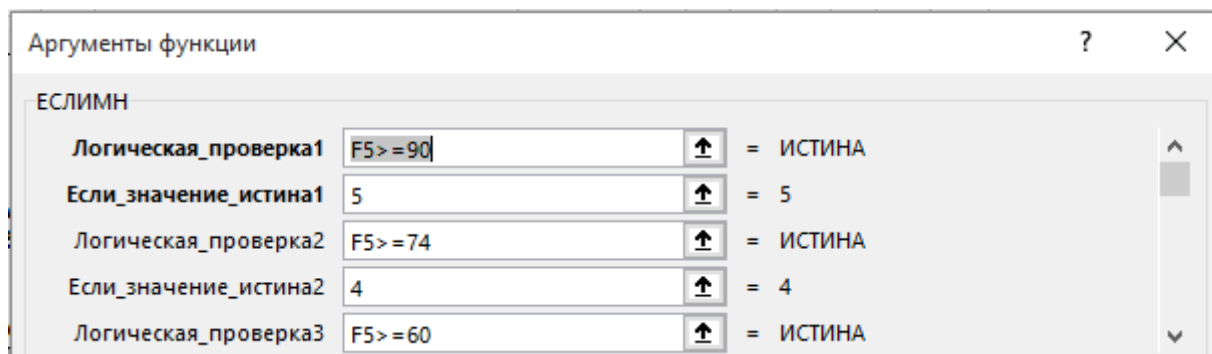 Аргументы функции ? ×
ЕСЛИМН
Логическая_проверка1 F5>=90 = ИСТИНА
Если_значение_истина1 5 = 5
Логическая_проверка2 F5>=74 = ИСТИНА
Если_значение_истина2 4 = 4
Логическая_проверка3 F5>=60 = ИСТИНА